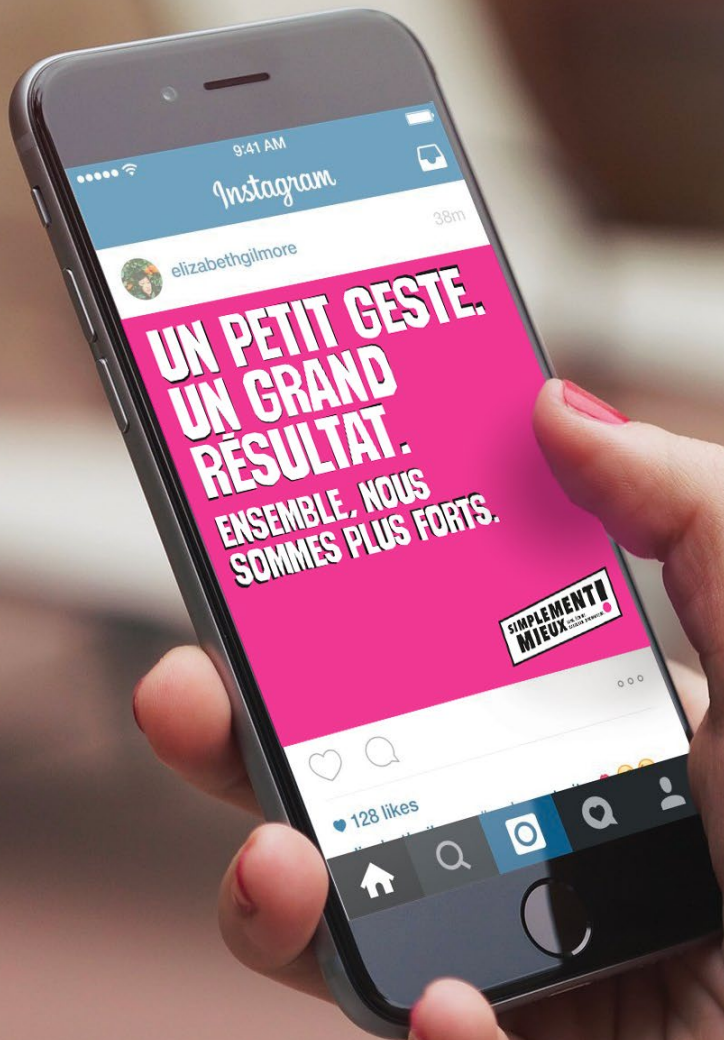 9:41 AM
Instagram
elizabethgilmore
38m
UN PETIT GESTE.
UN GRAND
RÉSULTAT.
ENSEMBLE, NOUS
SOMMES PLUS FORTS.
SIMPLEMENT
MIEUX
128 likes